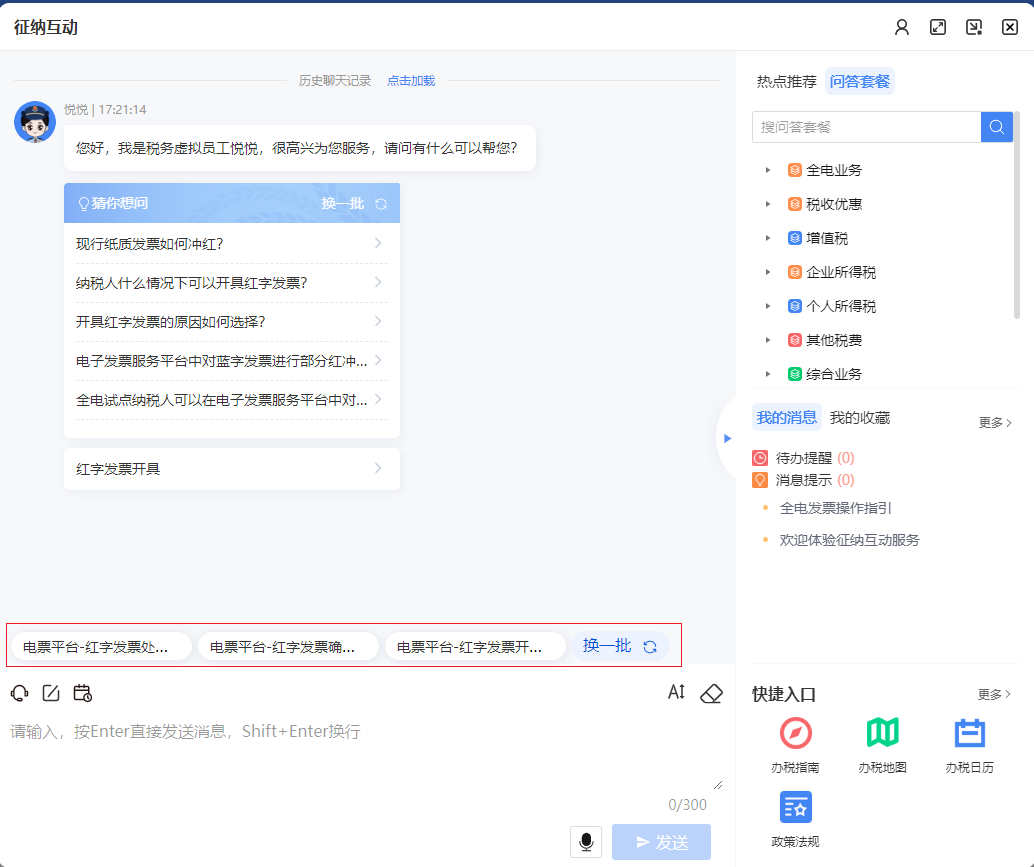 征纳互动
历史聊天记录 点击加载
悦悦 | 17:21:14
您好，我是税务虚拟员工悦悦，很高兴为您服务，请问有什么可以帮您？
猜你想问 换一批
现行纸质发票如何冲红？
纳税人什么情况下可以开具红字发票？
开具红字发票的原因如何选择？
电子发票服务平台中对蓝字发票进行部分红冲...
全电试点纳税人可以在电子发票服务平台中对...
红字发票开具
电票平台-红字发票处... 电票平台-红字发票确... 电票平台-红字发票开... 换一批
请输入，按Enter直接发送消息，Shift+Enter换行
0/300
发送
热点推荐 问答套餐
搜问答套餐
全电业务
税收优惠
增值税
企业所得税
个人所得税
其他税费
综合业务
我的消息 我的收藏 更多
待办提醒 (0)
消息提示 (0)
全电发票操作指引
欢迎体验征纳互动服务
快捷入口 更多
办税指南 办税地图 办税日历
政策法规